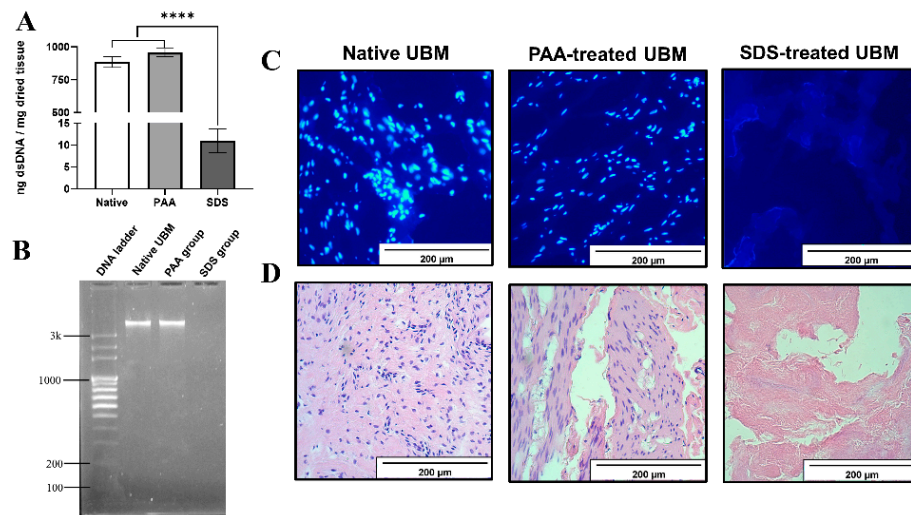 A
****
ng dsDNA / mg dried tissue
1000
750
500
15
10
5
0
Native
PAA
SDS
B
DNA ladder
Native UBM
PAA group
SDS group
3k
1000
200
100
C
Native UBM
PAA-treated UBM
SDS-treated UBM
200 µm
200 µm
200 µm
D
200 µm
200 µm
200 µm